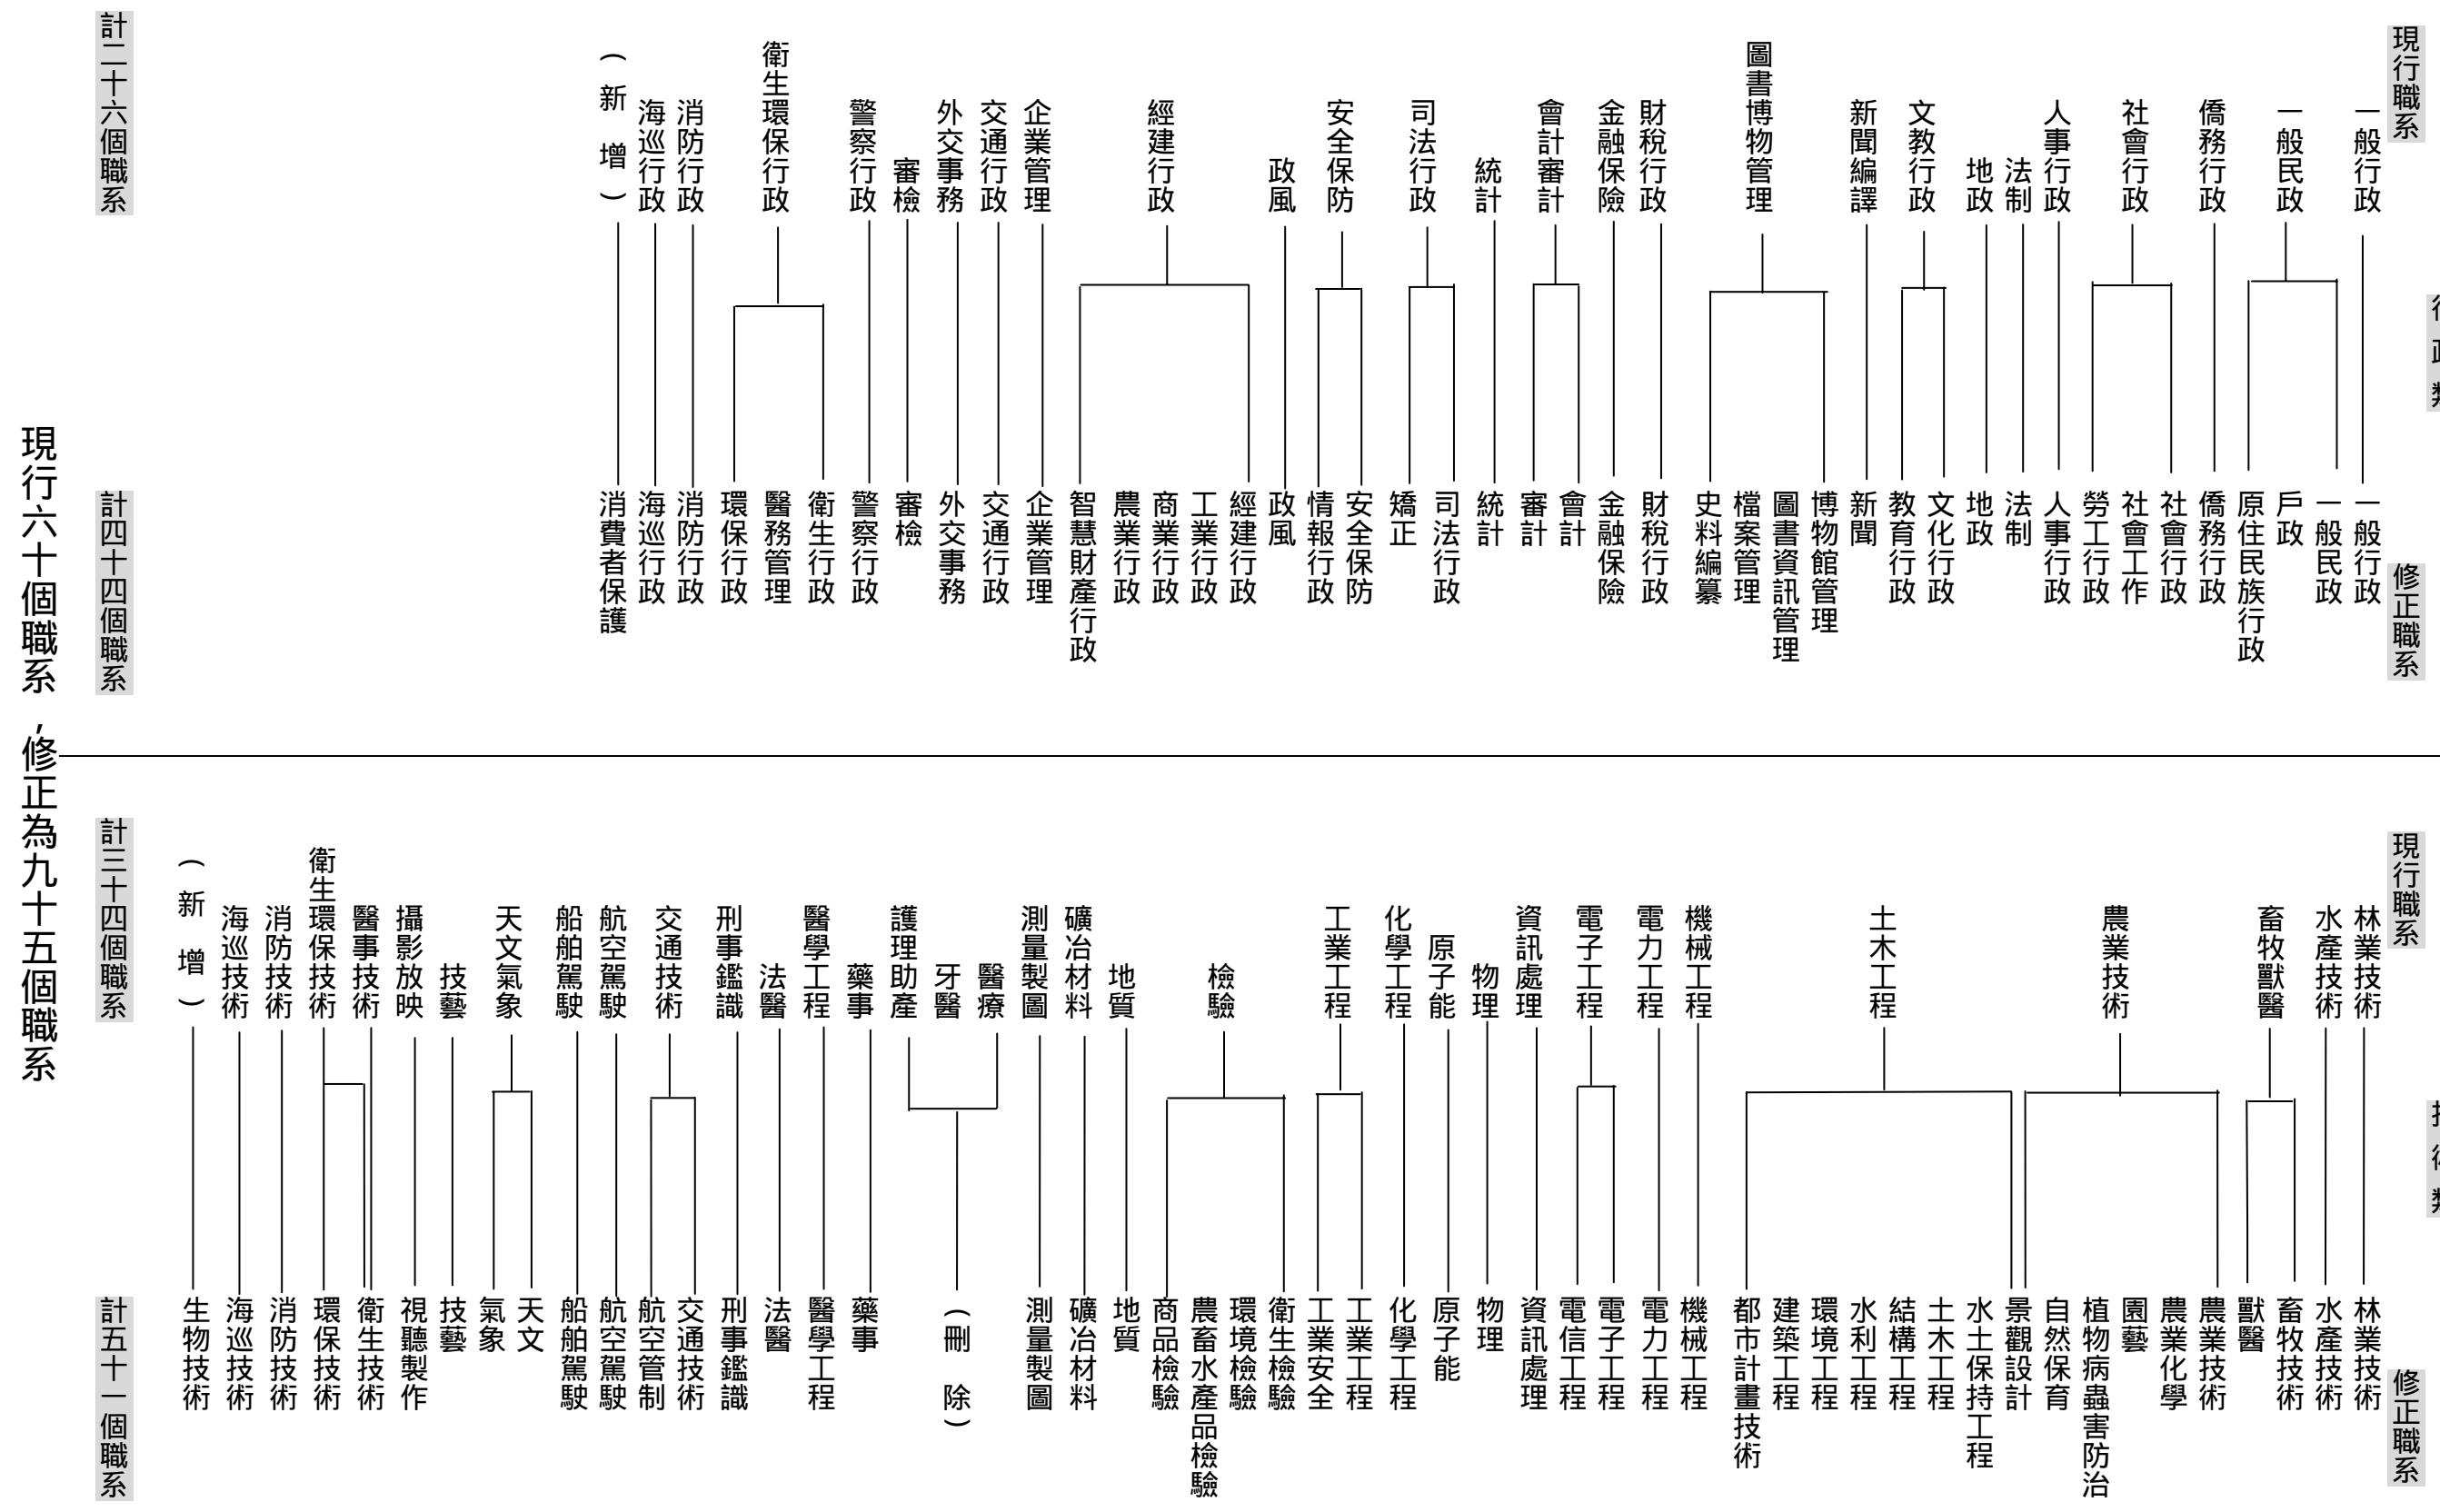 現行職系
一般行政
一般民政
僑務行政
社會行政
人事行政
法制
地政
文教行政
新聞編譯
圖書博物管理
財稅行政
金融保險
會計審計
統計
司法行政
安全保防
政風
經建行政
企業管理
交通行政
外交事務
審檢
警察行政
衛生環保行政
消防行政
海巡行政
(新增)
計二十六個職系
修正職系
一般行政
一般民政
戶政
原住民族行政
僑務行政
社會行政
社會工作
勞工行政
人事行政
法制
地政
文化行政
教育行政
新聞
博物館管理
圖書資訊管理
檔案管理
史料編纂
財稅行政
金融保險
會計
審計
統計
司法行政
矯正
安全保防
情報行政
政風
經建行政
工業行政
商業行政
農業行政
智慧財產行政
企業管理
交通行政
外交事務
審檢
警察行政
衛生行政
醫務管理
環保行政
消防行政
海巡行政
消費者保護
計四十四個職系
現行職系
林業技術
水產技術
畜牧獸醫
農業技術
土木工程
機械工程
電力工程
電子工程
資訊處理
物理
原子能
化學工程
工業工程
檢驗
地質
礦冶材料
測量製圖
醫療
牙醫
護理助產
藥事
醫學工程
法醫
刑事鑑識
交通技術
航空駕駛
船舶駕駛
天文氣象
技藝
攝影放映
醫事技術
衛生環保技術
消防技術
海巡技術
(新增)
計三十四個職系
修正職系
林業技術
水產技術
畜牧技術
獸醫
農業技術
農業化學
園藝
植物病蟲害防治
自然保育
景觀設計
水土保持工程
土木工程
結構工程
水利工程
環境工程
建築工程
都市計畫技術
機械工程
電力工程
電子工程
電信工程
資訊處理
物理
原子能
化學工程
工業工程
工業安全
衛生檢驗
環境檢驗
農畜水產品檢驗
商品檢驗
地質
礦冶材料
測量製圖
(刪除)
藥事
醫學工程
法醫
刑事鑑識
交通技術
航空管制
航空駕駛
船舶駕駛
天文
氣象
技藝
視聽製作
衛生技術
環保技術
消防技術
海巡技術
生物技術
計五十一個職系
現行六十個職系,修正為九十五個職系